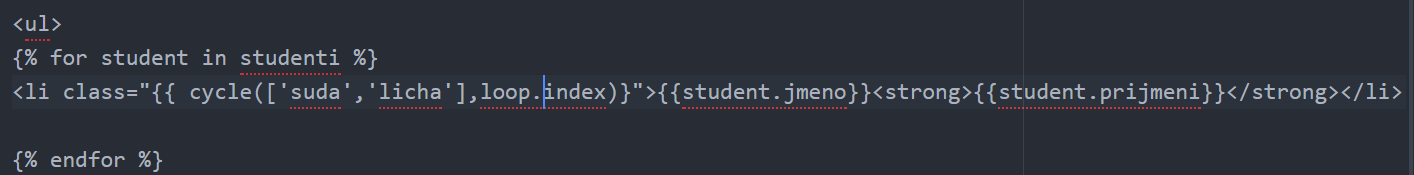 <ul>
{% for student in studenti %}
<li class="{{ cycle(['suda','licha'],loop.index)}}">{{student.jmeno}}<strong>{{student.prijmeni}}</strong></li>
{% endfor %}